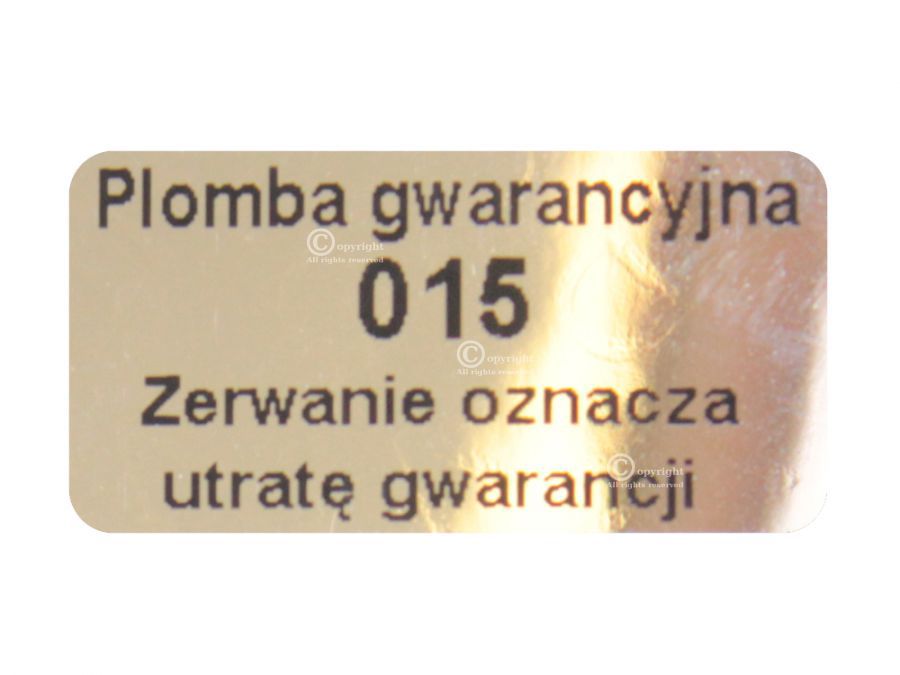 Plomba gwarancyjna
Copyright
All rights reserved
015
Copyright
All rights reserved
Zerwanie oznacza
Copyright
All rights reserved
utratę gwarancji